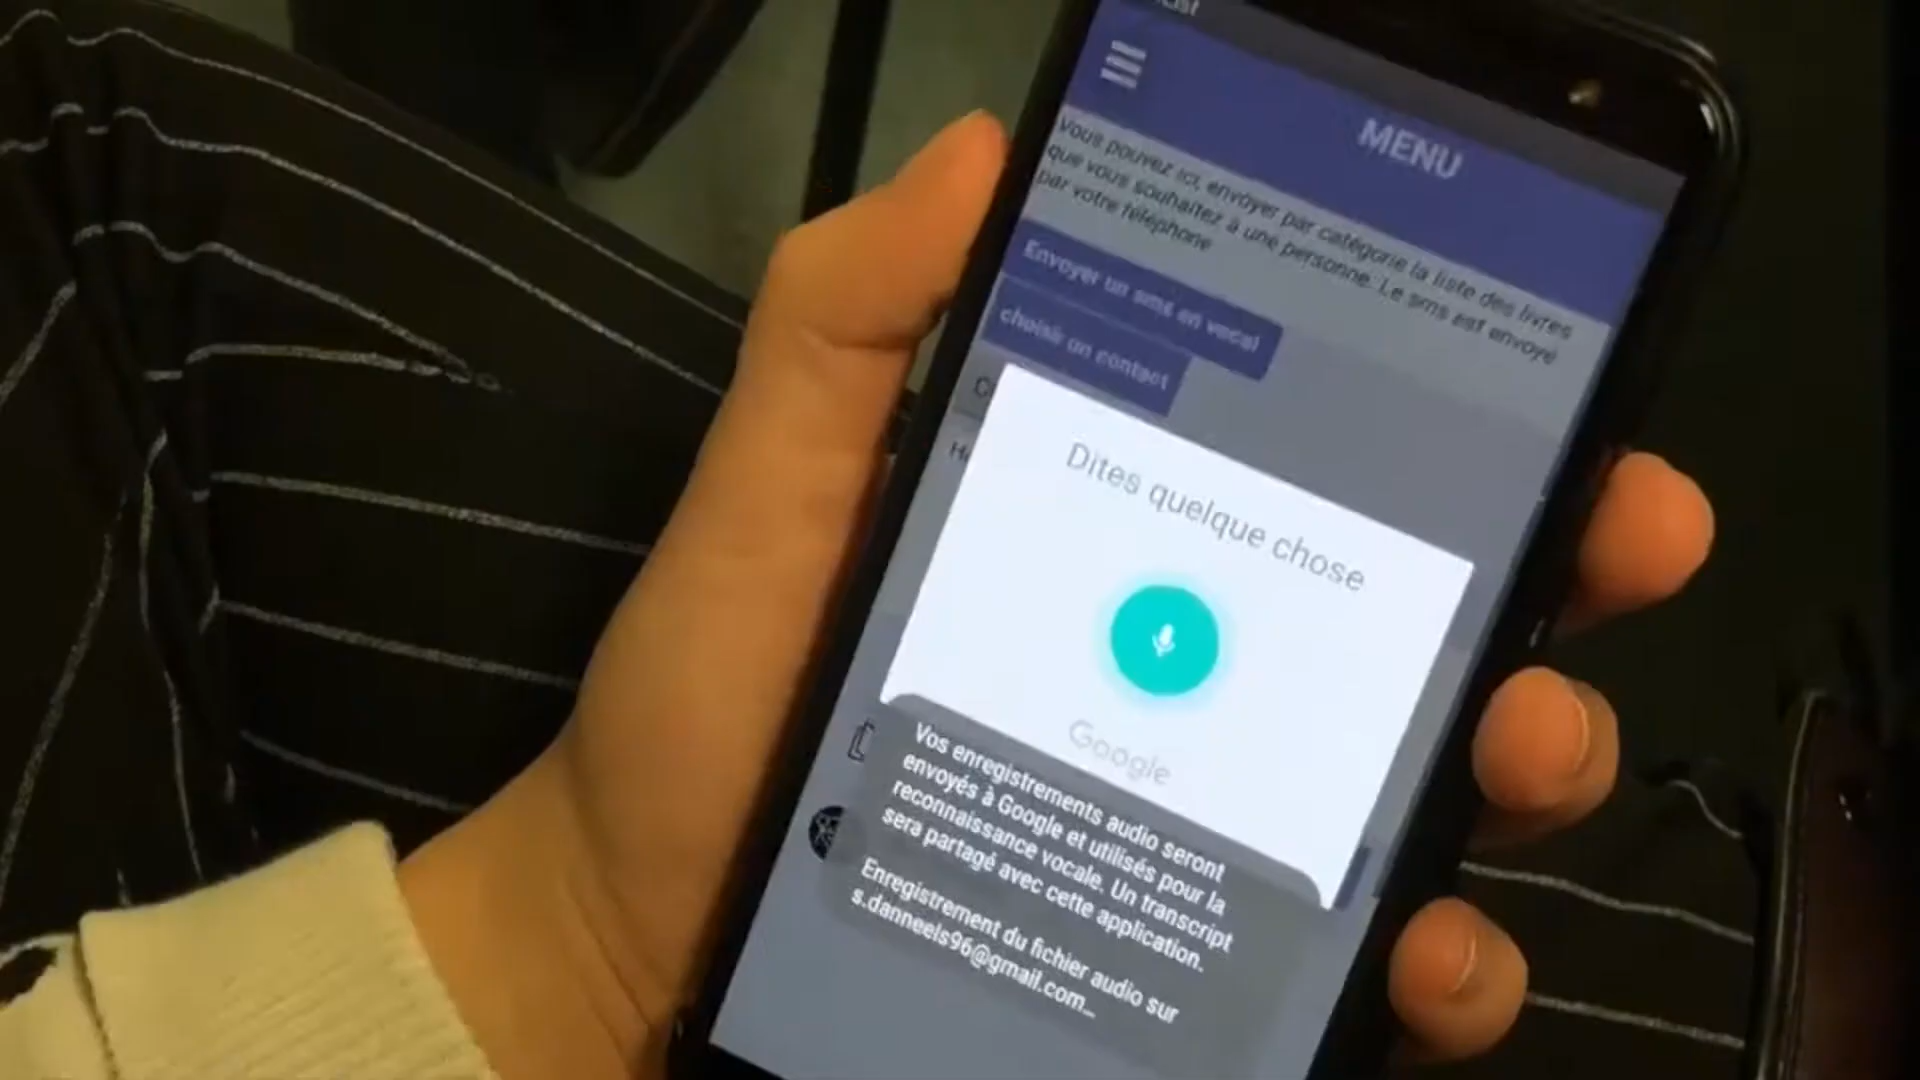 List
MENU
Vous pouvez ici, envoyer par catégorie la liste des livres
que vous souhaitez à une personne. Le sms est envoyé
par votre téléphone
Envoyer un sms en vocal
choisir un contact
Dites quelque chose
Google
Vos enregistrements audio seront
envoyés à Google et utilisés pour la
reconnaissance vocale. Un transcript
sera partagé avec cette application.
Enregistrement du fichier audio sur
s.danneels96@gmail.com...